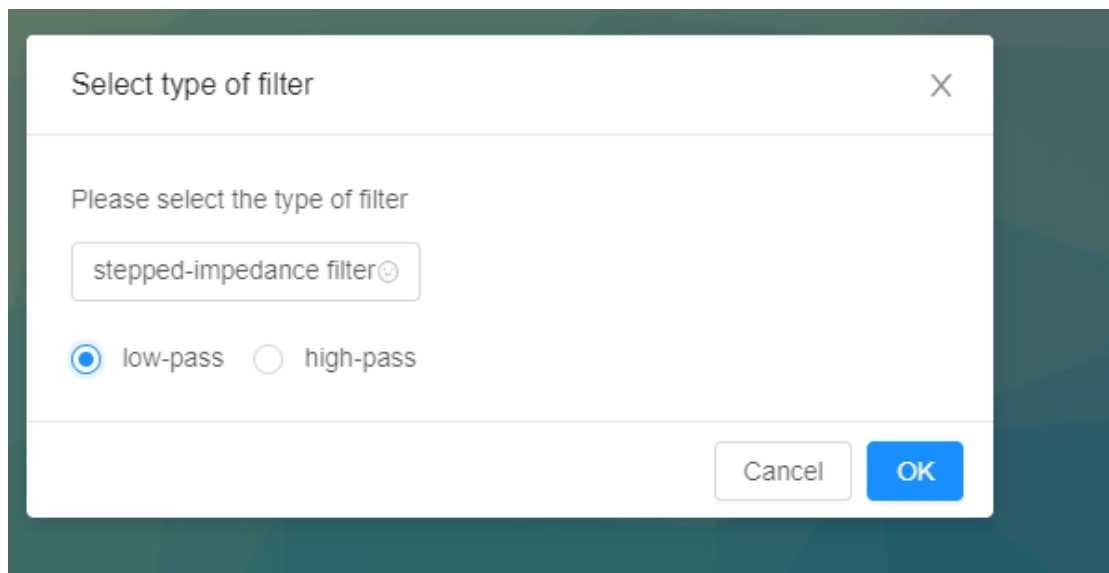 Select type of filter
Please select the type of filter
stepped-impedance filter
low-pass high-pass
Cancel OK